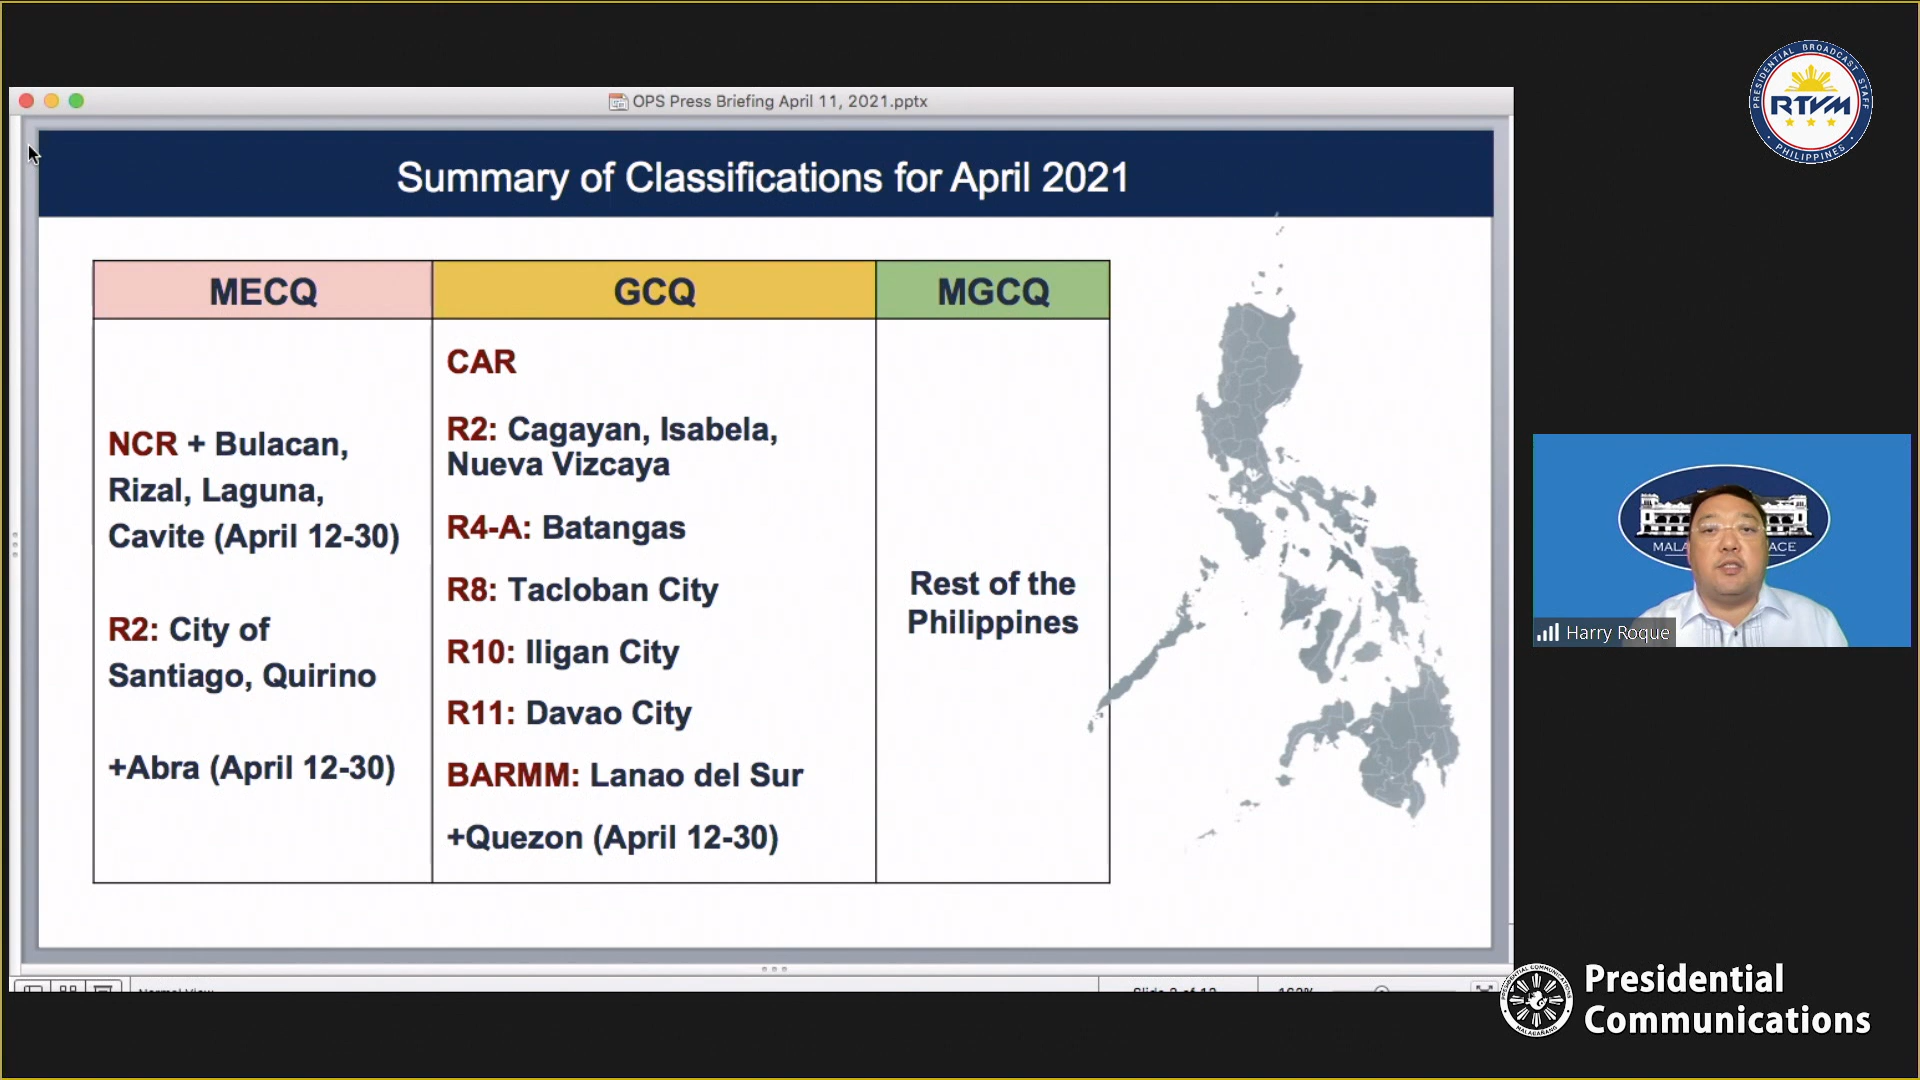 OPS Press Briefing April 11, 2021.pptx
PRESIDENTIAL BROADCAST STAFF
RTVM
PHILIPPINES
Summary of Classifications for April 2021
MECQ
GCQ
MGCQ
NCR + Bulacan,
Rizal, Laguna,
Cavite (April 12-30)
R2: City of
Santiago, Quirino
+Abra (April 12-30)
CAR
R2: Cagayan, Isabela,
Nueva Vizcaya
R4-A: Batangas
R8: Tacloban City
R10: Iligan City
R11: Davao City
BARMM: Lanao del Sur
+Quezon (April 12-30)
Rest of the
Philippines
Harry Roque
Presidential
Communications